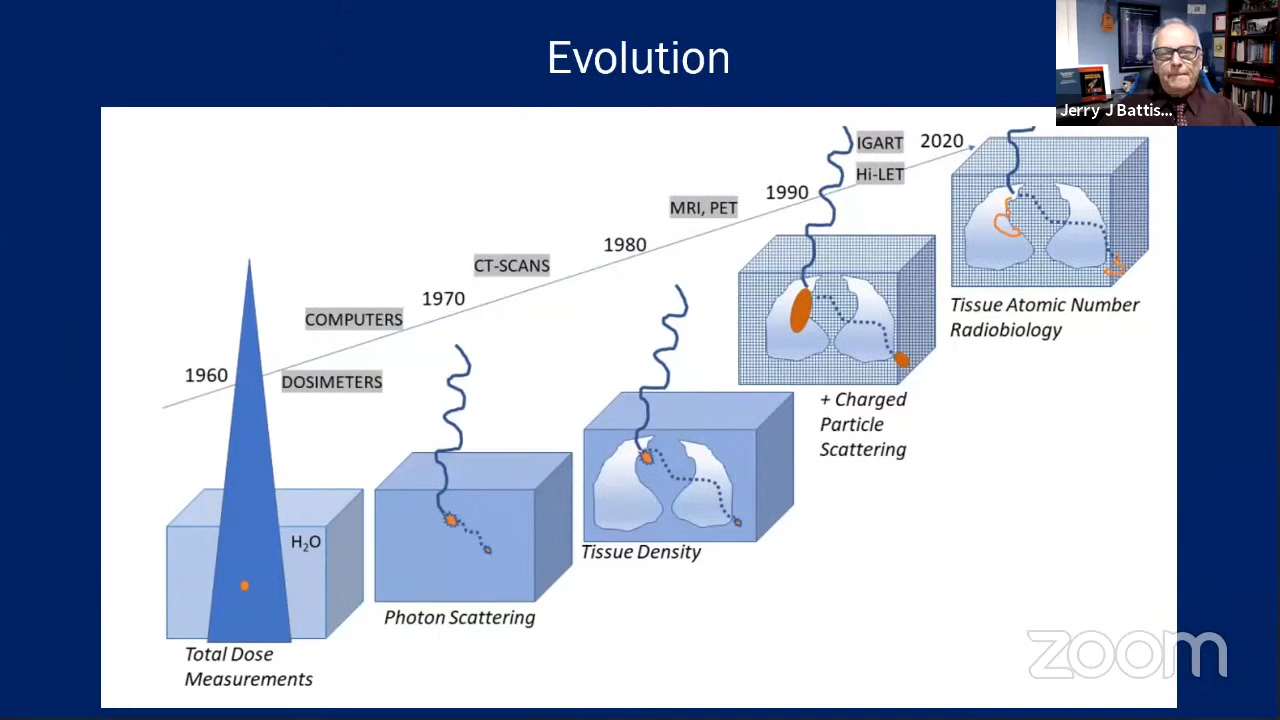 Evolution
Jerry J Battis...
IGART
2020
Hi-LET
1990
MRI, PET
1980
CT-SCANS
1970
COMPUTERS
1960
DOSIMETERS
Tissue Atomic Number
Radiobiology
+ Charged
Particle
Scattering
H₂O
Tissue Density
Photon Scattering
Total Dose
Measurements
zoom